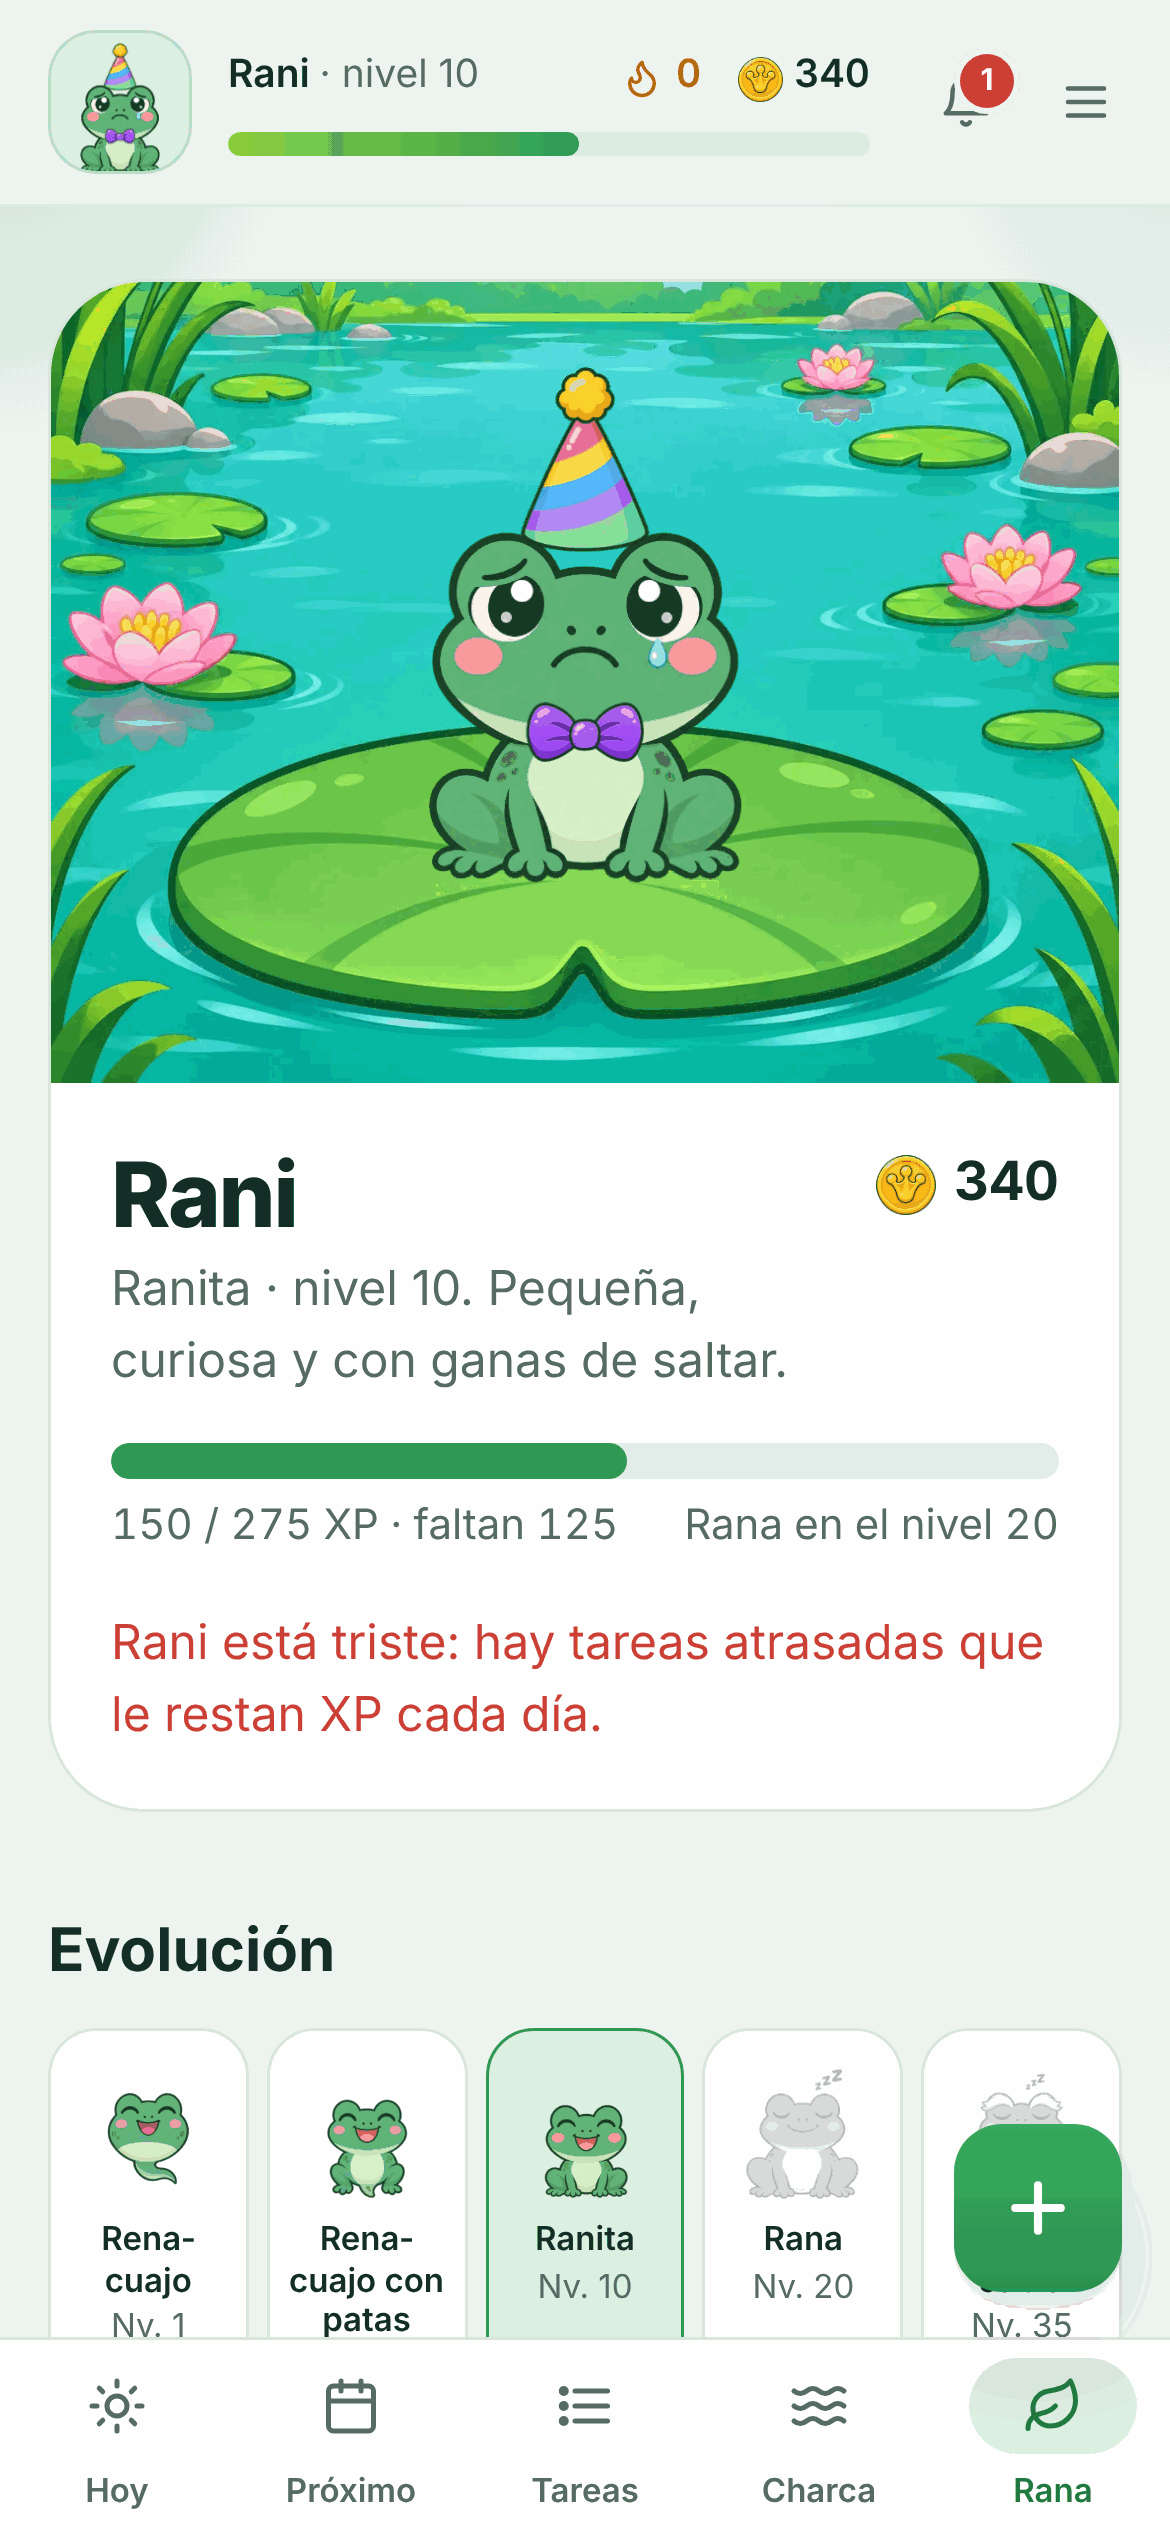 Rani · nivel 10
0
340
1
Rani
340
Ranita · nivel 10. Pequeña,
curiosa y con ganas de saltar.
150 / 275 XP · faltan 125
Rana en el nivel 20
Rani está triste: hay tareas atrasadas que
le restan XP cada día.
Evolución
Rena-
cuajo
Nv. 1
Rena-
cuajo con
patas
Ranita
Nv. 10
zzz
Rana
Nv. 20
zzz
Nv. 35
Hoy
Próximo
Tareas
Charca
Rana